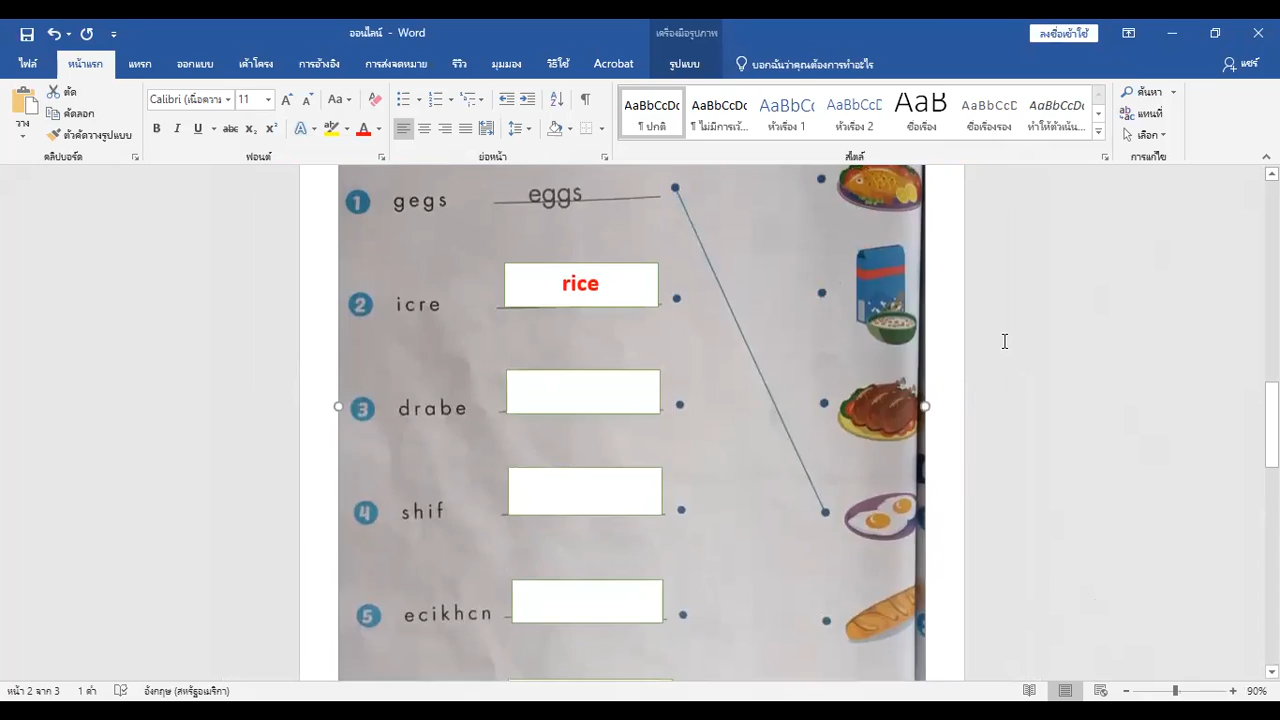 ออนไลน์ - Word
เครื่องมือรูปภาพ
ลงชื่อเข้าใช้
ไฟล์ หน้าแรก แทรก ออกแบบ เค้าโครง การอ้างอิง การส่งจดหมาย รีวิว มุมมอง วิธีใช้ Acrobat รูปแบบ บอกฉันว่าคุณต้องการทำอะไร แชร์
วาง
ตัด
คัดลอก
ตัวคัดวางรูปแบบ
คลิปบอร์ด
Calibri (เนื้อควา 11
ฟอนต์
ย่อหน้า
AaBbCcDc AaBbCcDc AaBbC AaBbCcD AaB AaBbCcDc AaBbCcDc
¶ ปกติ ¶ ไม่มีการเว้... หัวเรื่อง 1 หัวเรื่อง 2 ชื่อเรื่อง ชื่อเรื่องรอง ทำให้ตัวเน้น...
สไตล์
ค้นหา
แทนที่
เลือก
การแก้ไข
1 gegs eggs
2 icre rice
3 drabe
4 shif
5 ecikhcn
หน้า 2 จาก 3 1 คำ อังกฤษ (สหรัฐอเมริกา) 90%